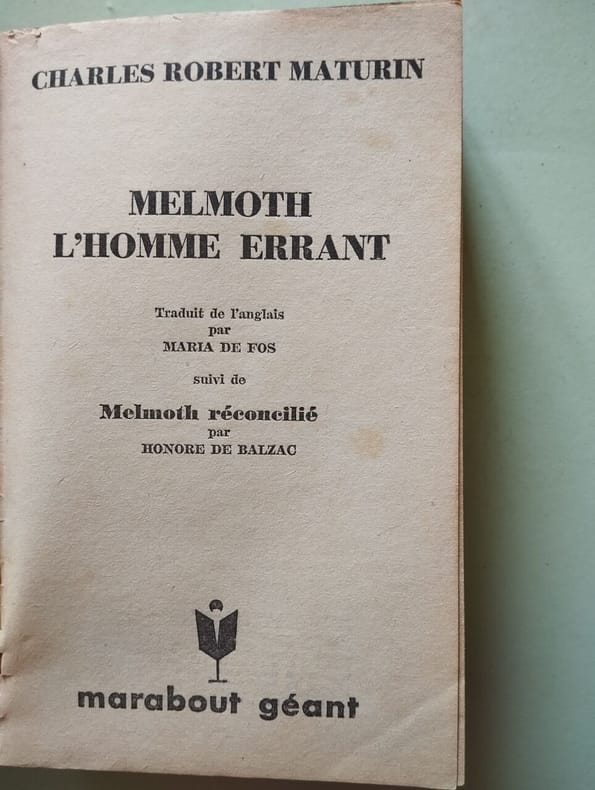 CHARLES ROBERT MATURIN
MELMOTH
L'HOMME ERRANT
Traduit de l'anglais
par
MARIA DE FOS
suivi de
Melmoth réconcilié
par
HONORE DE BALZAC
marabout géant